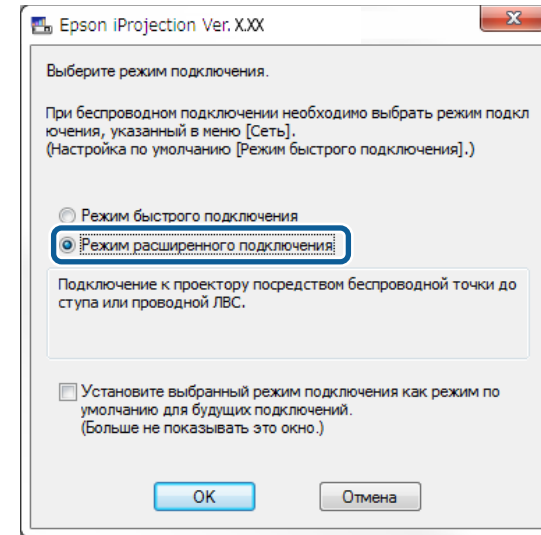 Epson iProjection Ver. X.XX
Выберите режим подключения.
При беспроводном подключении необходимо выбрать режим подкл
ючения, указанный в меню [Сеть].
(Настройка по умолчанию [Режим быстрого подключения].)
Режим быстрого подключения
Режим расширенного подключения
Подключение к проектору посредством беспроводной точки до
ступа или проводной ЛВС.
Установите выбранный режим подключения как режим по
умолчанию для будущих подключений.
(Больше не показывать это окно.)
OK
Отмена